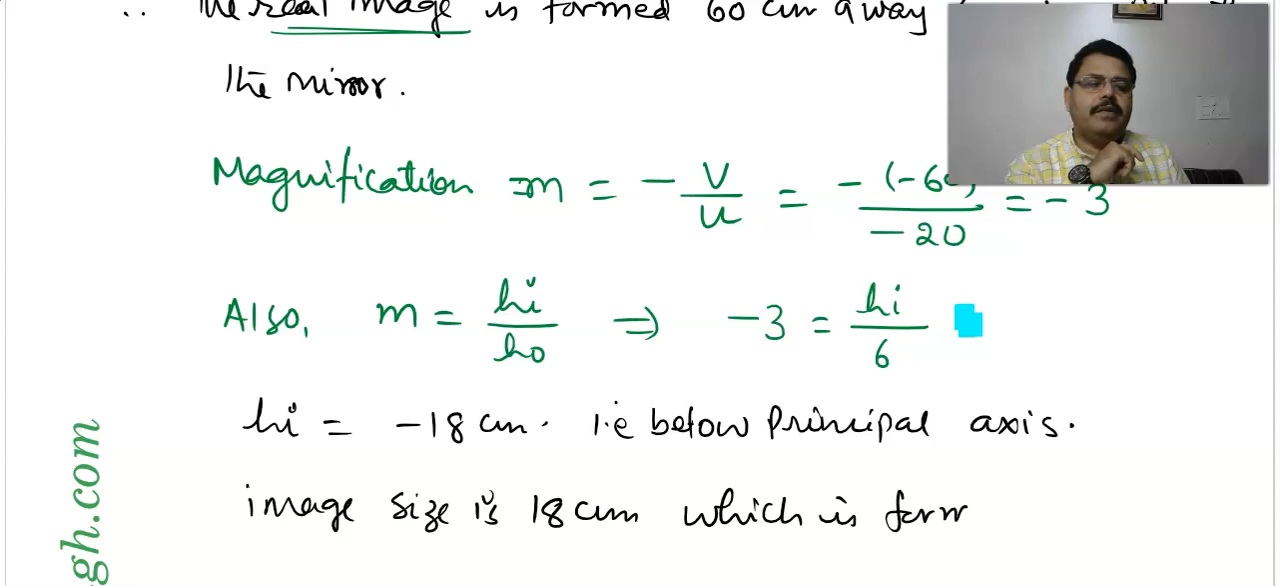 ∴ The real image is formed 60 cm away
the mirror.
Magnification m = - v/u = - (-60)/-20 = - 3
Also, m = hi/ho ⇒ -3 = hi/6
hi = -18 cm. i.e below Principal axis.
image size is 18 cm which is form
gh.com